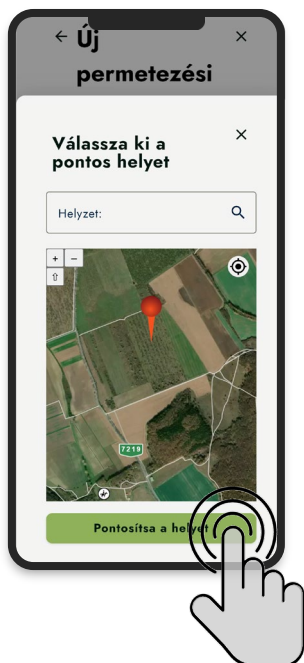 Új
permetezési
Válassza ki a
pontos helyet
Helyzet:
+ –
7219
Pontosítsa a helyet